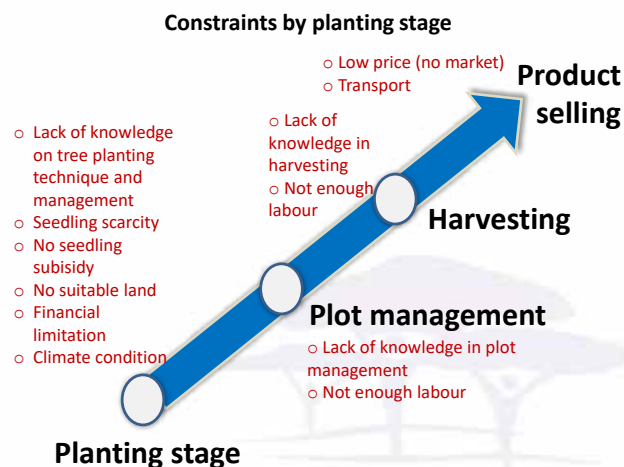 Constraints by planting stage
○ Low price (no market)
○ Transport
Product
selling
○ Lack of
knowledge in
harvesting
○ Not enough
labour
Harvesting
○ Lack of knowledge
on tree planting
technique and
management
○ Seedling scarcity
○ No seedling
subisidy
○ No suitable land
○ Financial
limitation
○ Climate condition
Plot management
○ Lack of knowledge in plot
management
○ Not enough labour
Planting stage